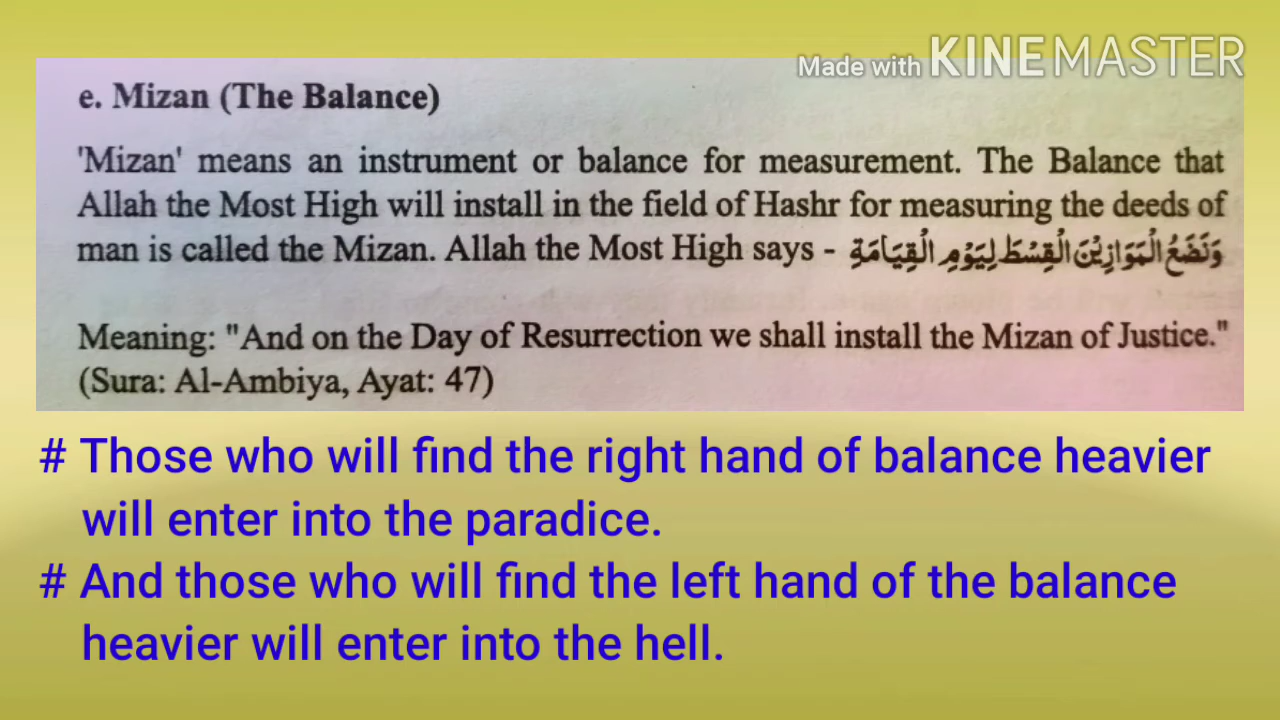 Made with KINEMASTER
e. Mizan (The Balance)
'Mizan' means an instrument or balance for measurement. The Balance that
Allah the Most High will install in the field of Hashr for measuring the deeds of
man is called the Mizan. Allah the Most High says - وَنَضَعُ الْمَوَازِيْنَ الْقِسْطَ لِيَوْمِ الْقِيَامَةِ
Meaning: "And on the Day of Resurrection we shall install the Mizan of Justice."
(Sura: Al-Ambiya, Ayat: 47)
# Those who will find the right hand of balance heavier
will enter into the paradice.
# And those who will find the left hand of the balance
heavier will enter into the hell.